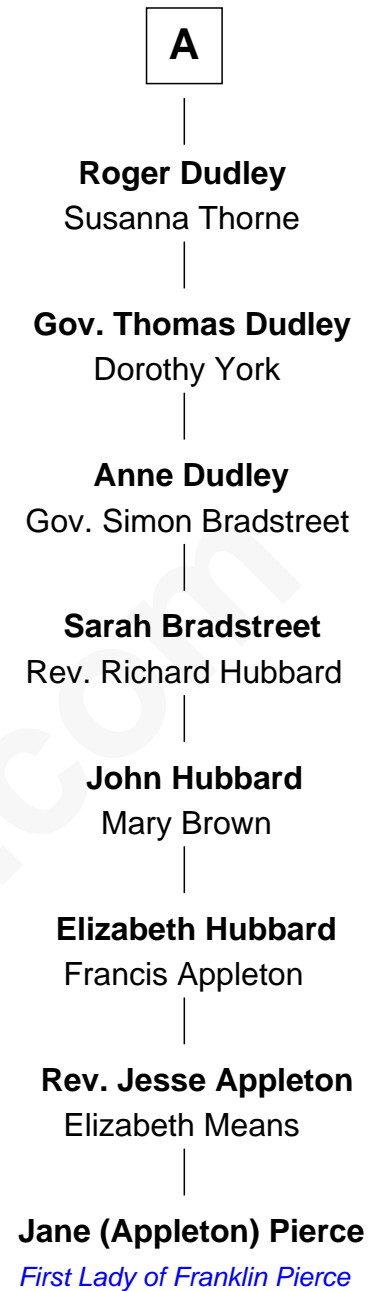 A
Roger Dudley
Susanna Thorne
Gov. Thomas Dudley
Dorothy York
Anne Dudley
Gov. Simon Bradstreet
Sarah Bradstreet
Rev. Richard Hubbard
John Hubbard
Mary Brown
Elizabeth Hubbard
Francis Appleton
Rev. Jesse Appleton
Elizabeth Means
Jane (Appleton) Pierce
First Lady of Franklin Pierce
.com